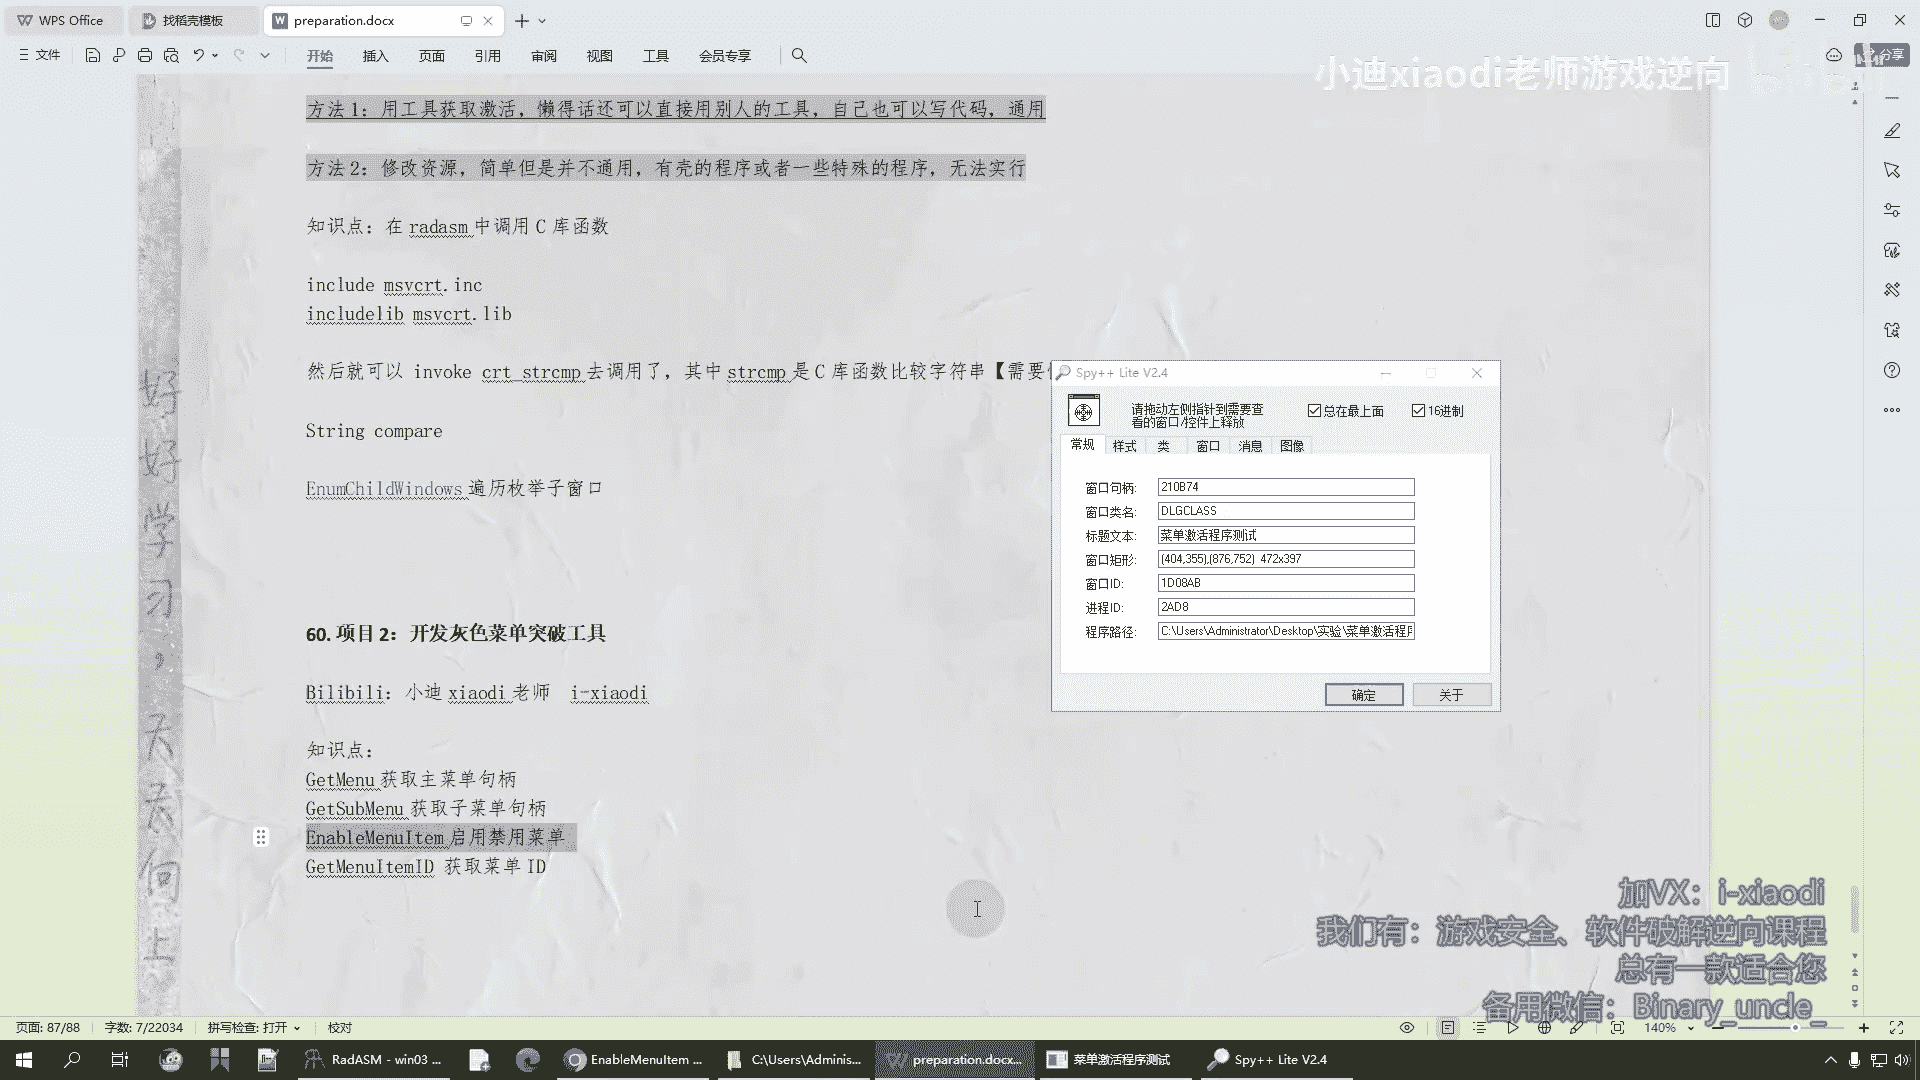 WPS Office
找稻壳模板
preparation.docx
文件
开始
插入
页面
引用
审阅
视图
工具
会员专享
分享
小迪xiaodi老师游戏逆向
方法 1：用工具获取激活，懒得话还可以直接用别人的工具，自己也可以写代码，通用
方法 2：修改资源，简单但是并不通用，有壳的程序或者一些特殊的程序，无法实行
知识点：在 radasm 中调用 C 库函数
include msvcrt.inc
includelib msvcrt.lib
然后就可以 invoke crt_strcmp 去调用了，其中 strcmp 是 C 库函数比较字符串【需要
String compare
EnumChildWindows 遍历枚举子窗口
60. 项目 2：开发灰色菜单突破工具
Bilibili：小迪 xiaodi 老师 i-xiaodi
知识点：
GetMenu 获取主菜单句柄
GetSubMenu 获取子菜单句柄
EnableMenuItem 启用禁用菜单
GetMenuItemID 获取菜单 ID
好好学习，天天向上
Spy++ Lite V2.4
请拖动左侧指针到需要查
看的窗口/控件上释放
总在最上面
16进制
常规
样式
类
窗口
消息
图像
窗口句柄: 210B74
窗口类名: DLGCLASS
标题文本: 菜单激活程序测试
窗口矩形: (404,355),(876,752) 472x397
窗口ID: 1D08AB
进程ID: 2AD8
程序路径: C:\Users\Administrator\Desktop\实验\菜单激活程序
确定
关于
加VX：i-xiaodi
我们有：游戏安全、软件破解逆向课程
总有一款适合您
备用微信：Binary_uncle_
页面: 87/88
字数: 7/22034
拼写检查: 打开
校对
140%
RadASM - win03 ...
EnableMenuItem ...
C:\Users\Adminis...
preparation.docx...
菜单激活程序测试
Spy++ Lite V2.4